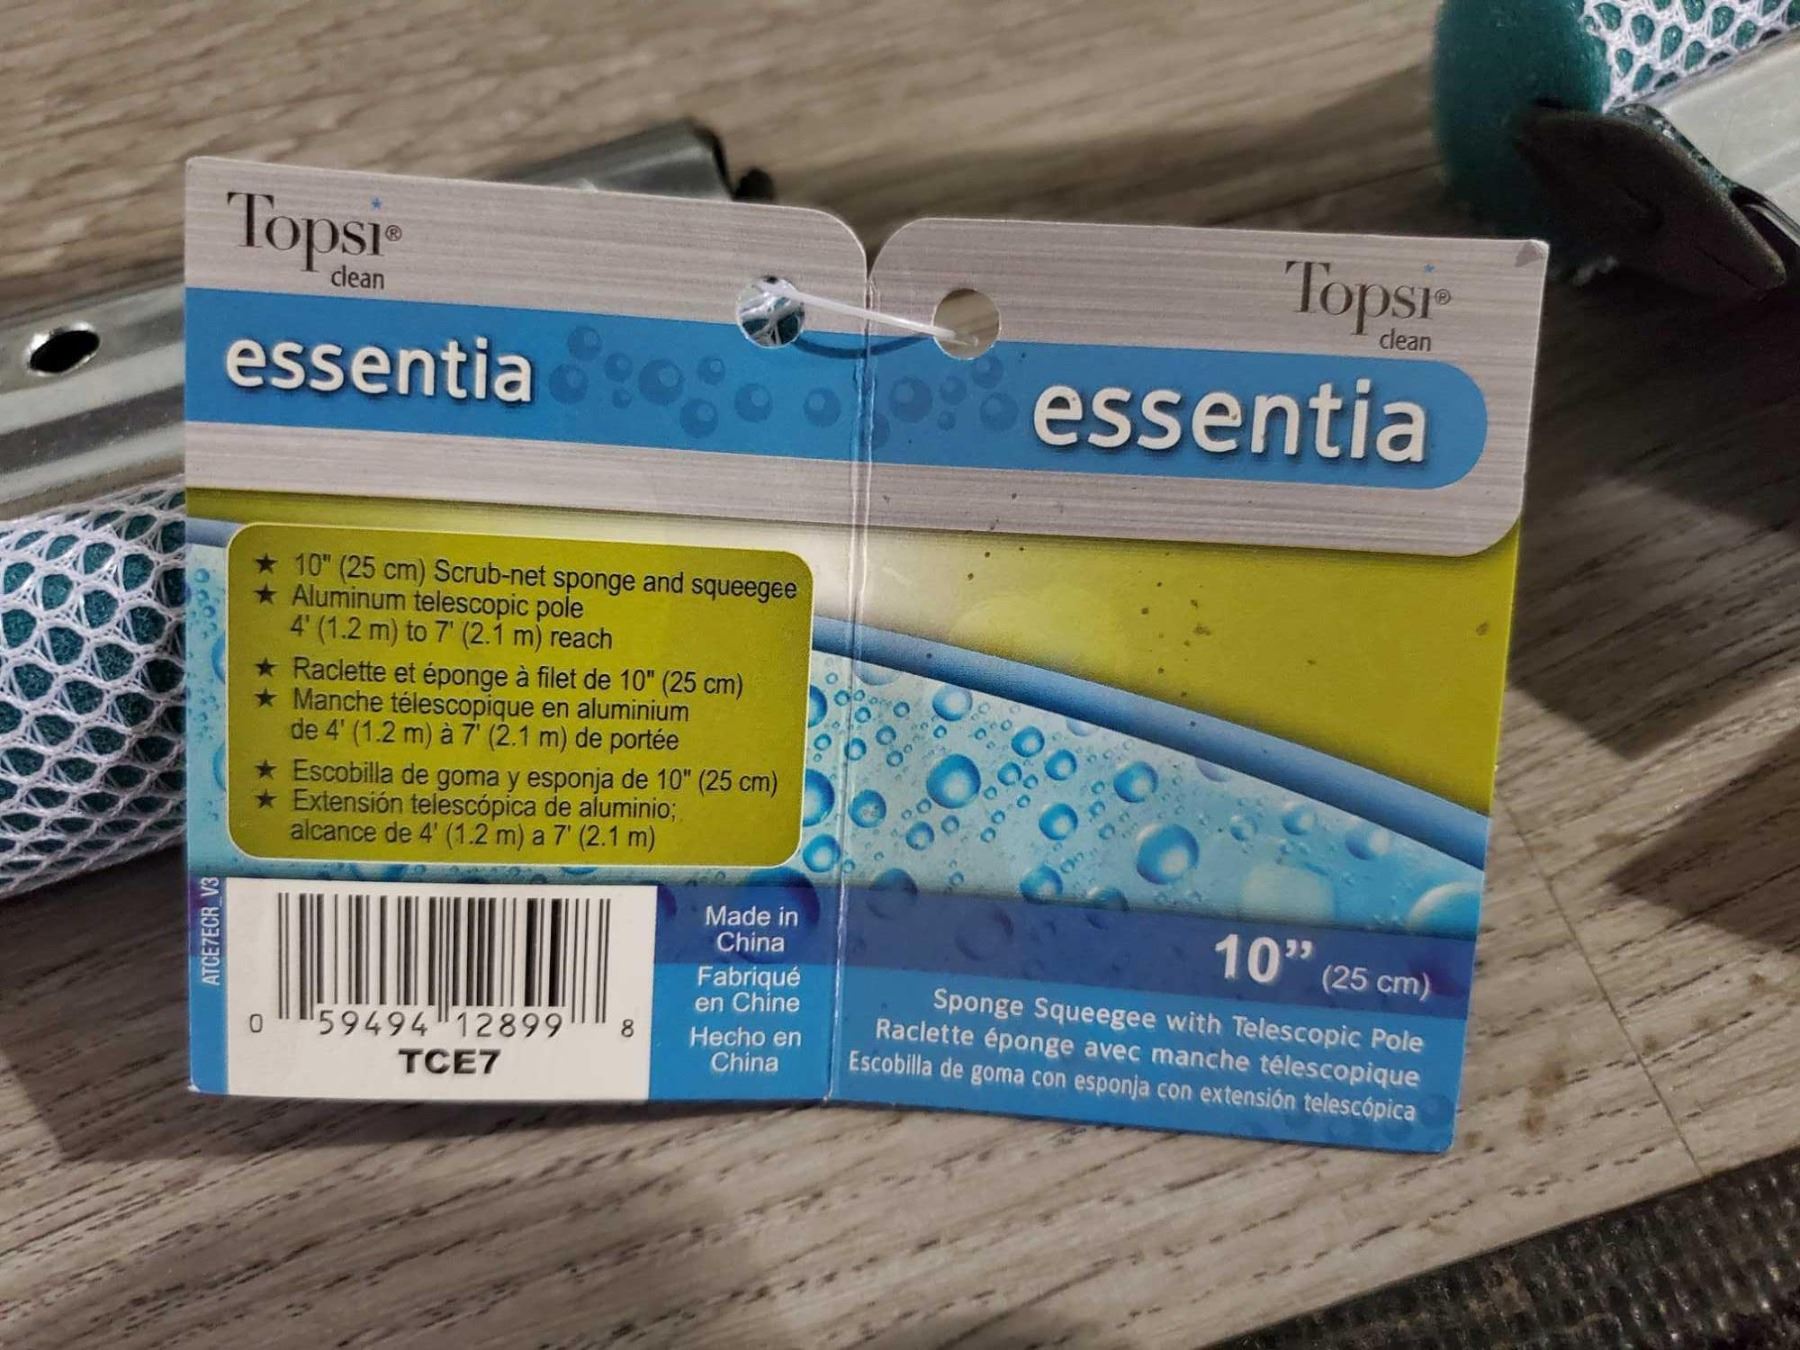 Topsi®
clean
essentia
★ 10" (25 cm) Scrub-net sponge and squeegee
★ Aluminum telescopic pole
4' (1.2 m) to 7' (2.1 m) reach
★ Raclette et éponge à filet de 10" (25 cm)
★ Manche télescopique en aluminium
de 4' (1.2 m) à 7' (2.1 m) de portée
★ Escobilla de goma y esponja de 10" (25 cm)
★ Extensión telescópica de aluminio;
alcance de 4' (1.2 m) a 7' (2.1 m)
ATCE7ECR_V3
0 59494 12899 8
TCE7
Made in
China
Fabriqué
en Chine
Hecho en
China
Topsi®
clean
essentia
10” (25 cm)
Sponge Squeegee with Telescopic Pole
Raclette éponge avec manche télescopique
Escobilla de goma con esponja con extensión telescópica